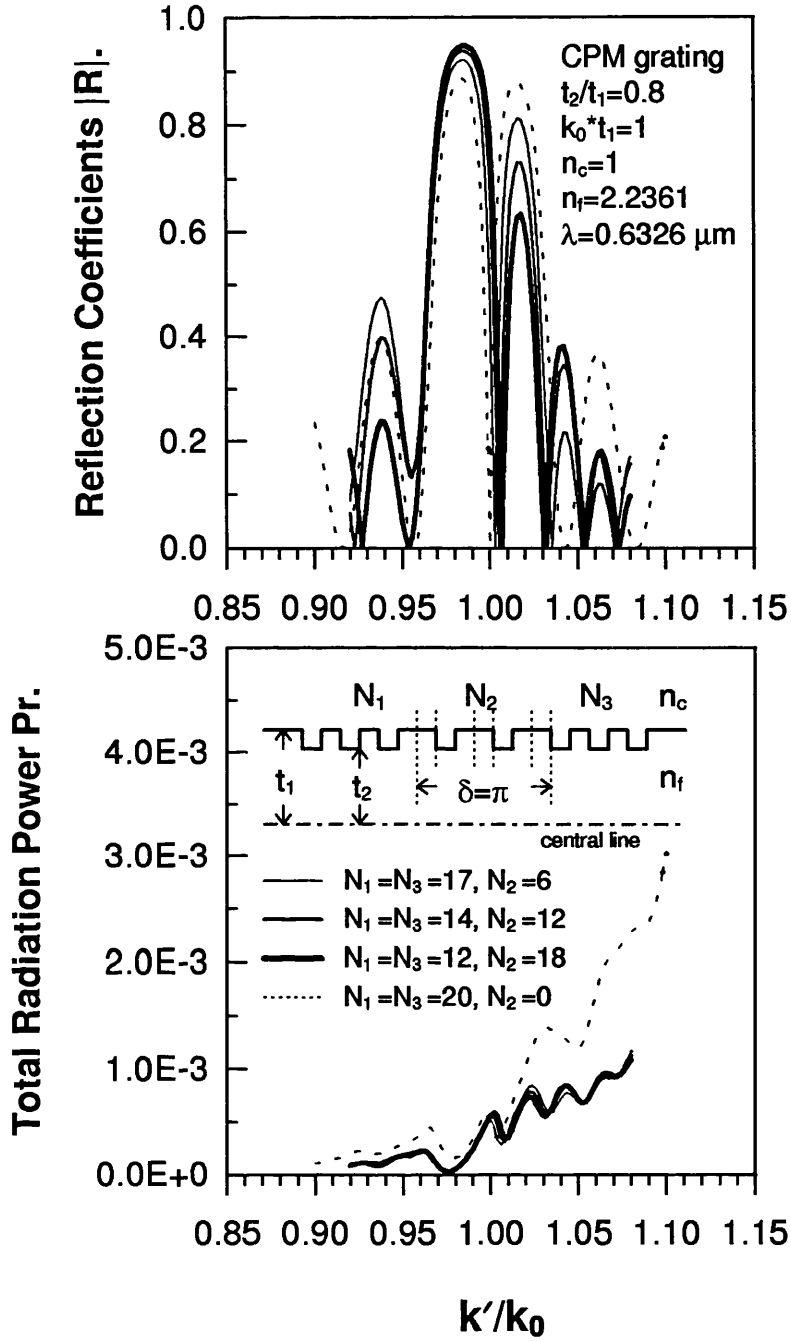 Reflection Coefficients |R|.
1.0
0.8
0.6
0.4
0.2
0.0
CPM grating
t₂/t₁=0.8
k₀*t₁=1
n_c=1
n_f=2.2361
λ=0.6326 μm
0.85 0.90 0.95 1.00 1.05 1.10 1.15
Total Radiation Power Pr.
5.0E-3
4.0E-3
3.0E-3
2.0E-3
1.0E-3
0.0E+0
N₁ N₂ N₃ n_c
t₁ t₂ δ=π n_f
central line
N₁=N₃=17, N₂=6
N₁=N₃=14, N₂=12
N₁=N₃=12, N₂=18
N₁=N₃=20, N₂=0
0.85 0.90 0.95 1.00 1.05 1.10 1.15
k′/k₀